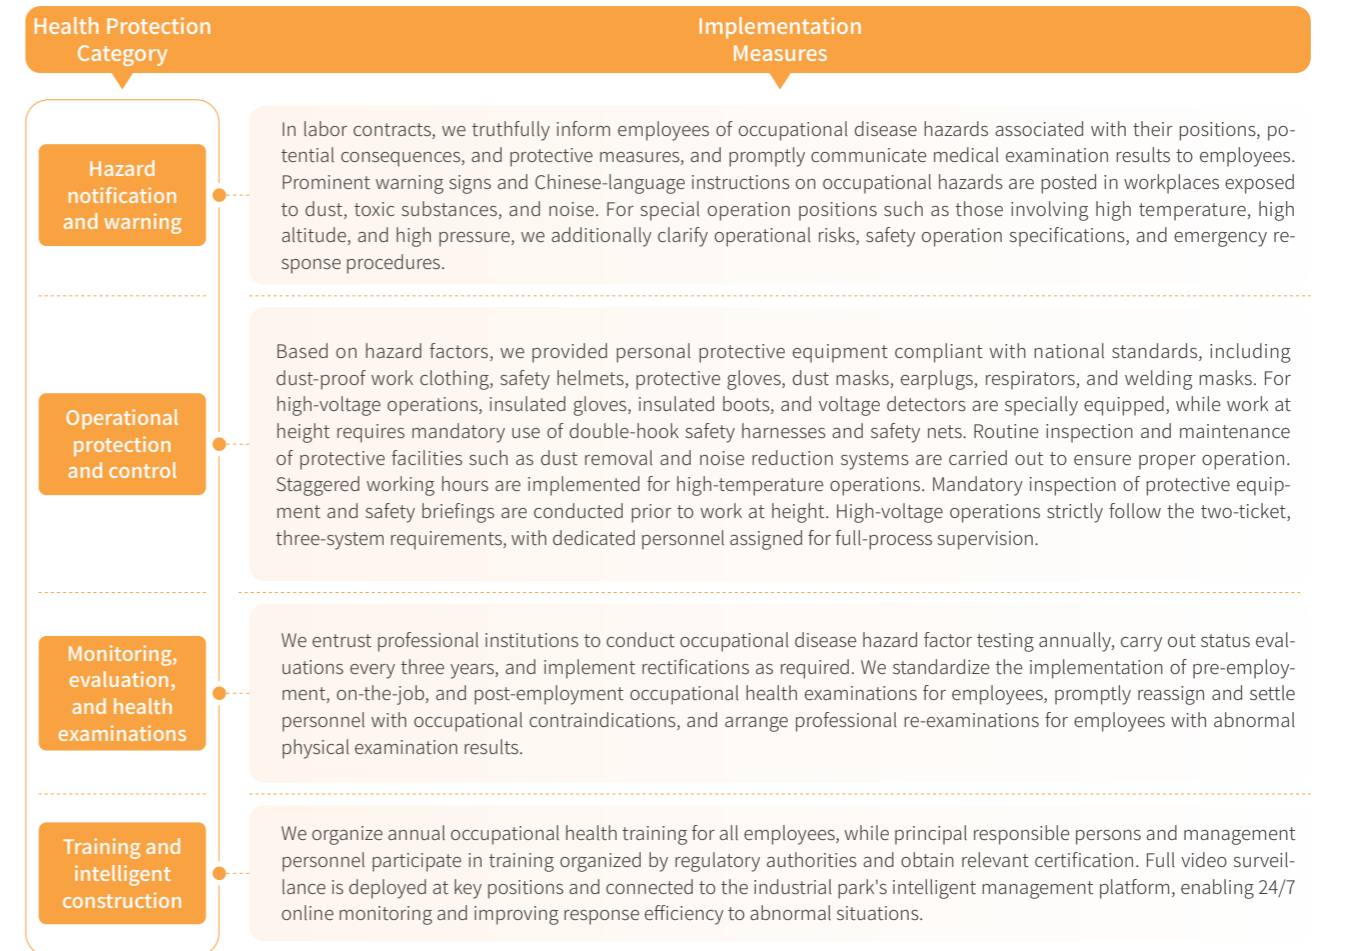 Health Protection
Category
Implementation
Measures
Hazard
notification
and warning
In labor contracts, we truthfully inform employees of occupational disease hazards associated with their positions, po-
tential consequences, and protective measures, and promptly communicate medical examination results to employees.
Prominent warning signs and Chinese-language instructions on occupational hazards are posted in workplaces exposed
to dust, toxic substances, and noise. For special operation positions such as those involving high temperature, high
altitude, and high pressure, we additionally clarify operational risks, safety operation specifications, and emergency re-
sponse procedures.
Operational
protection
and control
Based on hazard factors, we provided personal protective equipment compliant with national standards, including
dust-proof work clothing, safety helmets, protective gloves, dust masks, earplugs, respirators, and welding masks. For
high-voltage operations, insulated gloves, insulated boots, and voltage detectors are specially equipped, while work at
height requires mandatory use of double-hook safety harnesses and safety nets. Routine inspection and maintenance
of protective facilities such as dust removal and noise reduction systems are carried out to ensure proper operation.
Staggered working hours are implemented for high-temperature operations. Mandatory inspection of protective equip-
ment and safety briefings are conducted prior to work at height. High-voltage operations strictly follow the two-ticket,
three-system requirements, with dedicated personnel assigned for full-process supervision.
Monitoring,
evaluation,
and health
examinations
We entrust professional institutions to conduct occupational disease hazard factor testing annually, carry out status eval-
uations every three years, and implement rectifications as required. We standardize the implementation of pre-employ-
ment, on-the-job, and post-employment occupational health examinations for employees, promptly reassign and settle
personnel with occupational contraindications, and arrange professional re-examinations for employees with abnormal
physical examination results.
Training and
intelligent
construction
We organize annual occupational health training for all employees, while principal responsible persons and management
personnel participate in training organized by regulatory authorities and obtain relevant certification. Full video surveil-
lance is deployed at key positions and connected to the industrial park's intelligent management platform, enabling 24/7
online monitoring and improving response efficiency to abnormal situations.